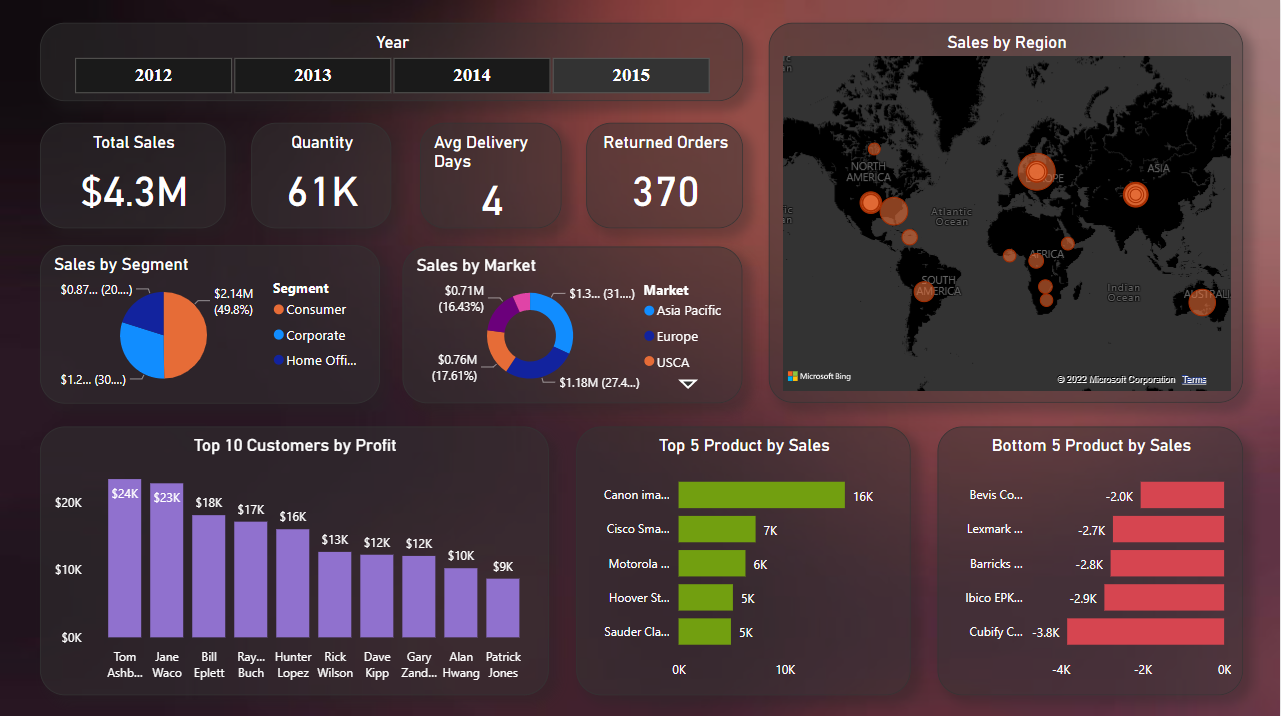 Year
2012
2013
2014
2015
Total Sales
$4.3M
Quantity
61K
Avg Delivery
Days
4
Returned Orders
370
Sales by Region
NORTH
AMERICA
Atlantic
Ocean
SOUTH
AMERICA
AFRICA
ASIA
Indian
Ocean
AUSTRALI
Microsoft Bing
© 2022 Microsoft Corporation
Terms
Sales by Segment
$0.87... (20....)
$2.14M
(49.8%)
$1.2... (30....)
Segment
Consumer
Corporate
Home Offi...
Sales by Market
$0.71M
(16.43%)
$1.3... (31....)
$0.76M
(17.61%)
$1.18M (27.4...)
Market
Asia Pacific
Europe
USCA
Top 10 Customers by Profit
$20K
$10K
$0K
$24K
$23K
$18K
$17K
$16K
$13K
$12K
$12K
$10K
$9K
Tom
Ashb...
Jane
Waco
Bill
Eplett
Ray...
Buch
Hunter
Lopez
Rick
Wilson
Dave
Kipp
Gary
Zand...
Alan
Hwang
Patrick
Jones
Top 5 Product by Sales
Canon ima...
16K
Cisco Sma...
7K
Motorola ...
6K
Hoover St...
5K
Sauder Cla...
5K
0K
10K
Bottom 5 Product by Sales
Bevis Co...
-2.0K
Lexmark ...
-2.7K
Barricks ...
-2.8K
Ibico EPK...
-2.9K
Cubify C...
-3.8K
-4K
-2K
0K